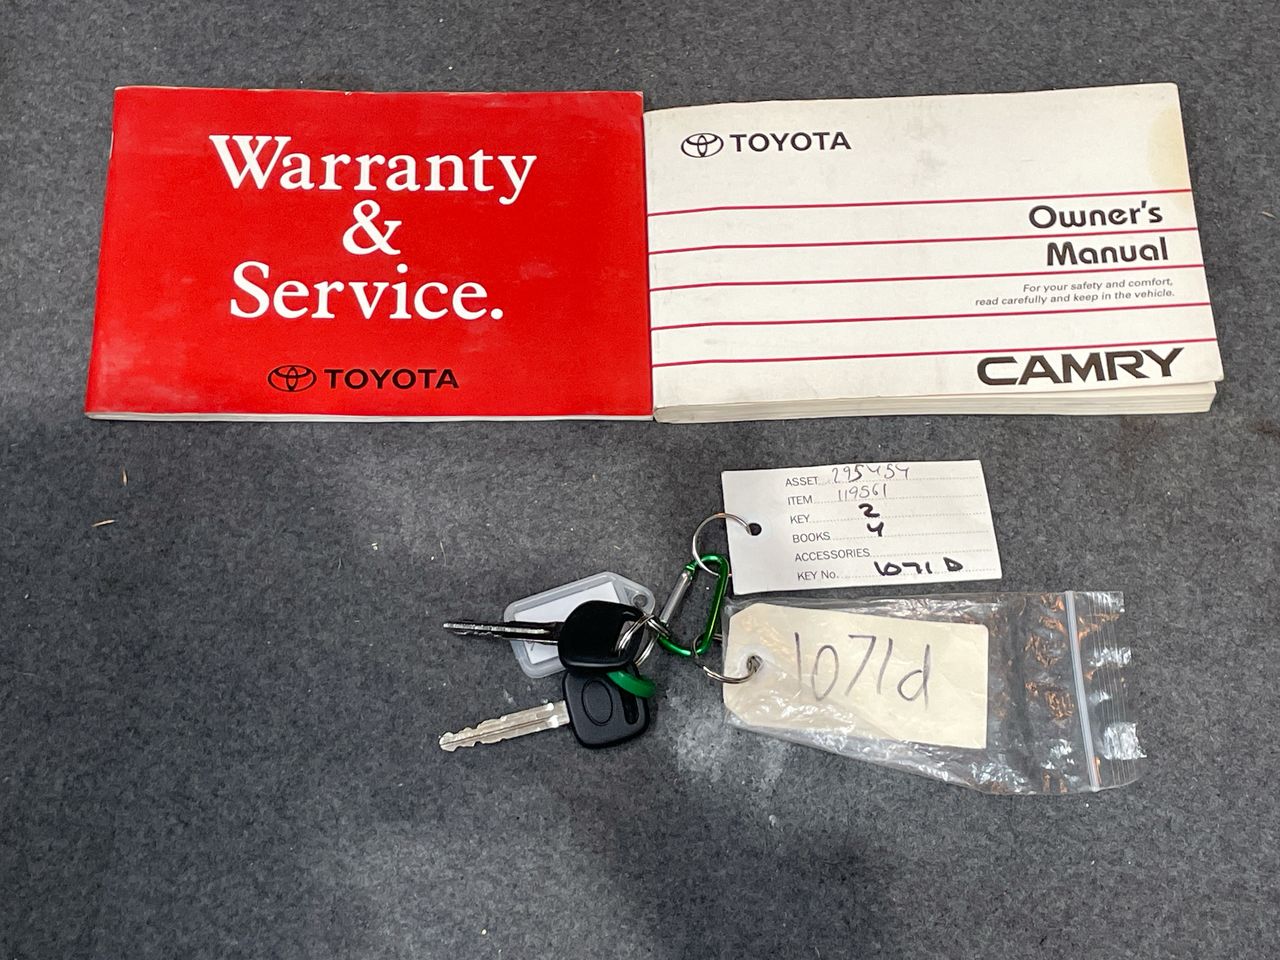 Warranty
&
Service.
TOYOTA
TOYOTA
Owner's
Manual
For your safety and comfort,
read carefully and keep in the vehicle.
CAMRY
ASSET 295454
ITEM 119561
KEY 2
BOOKS 4
ACCESSORIES
KEY No. 1071D
1071d